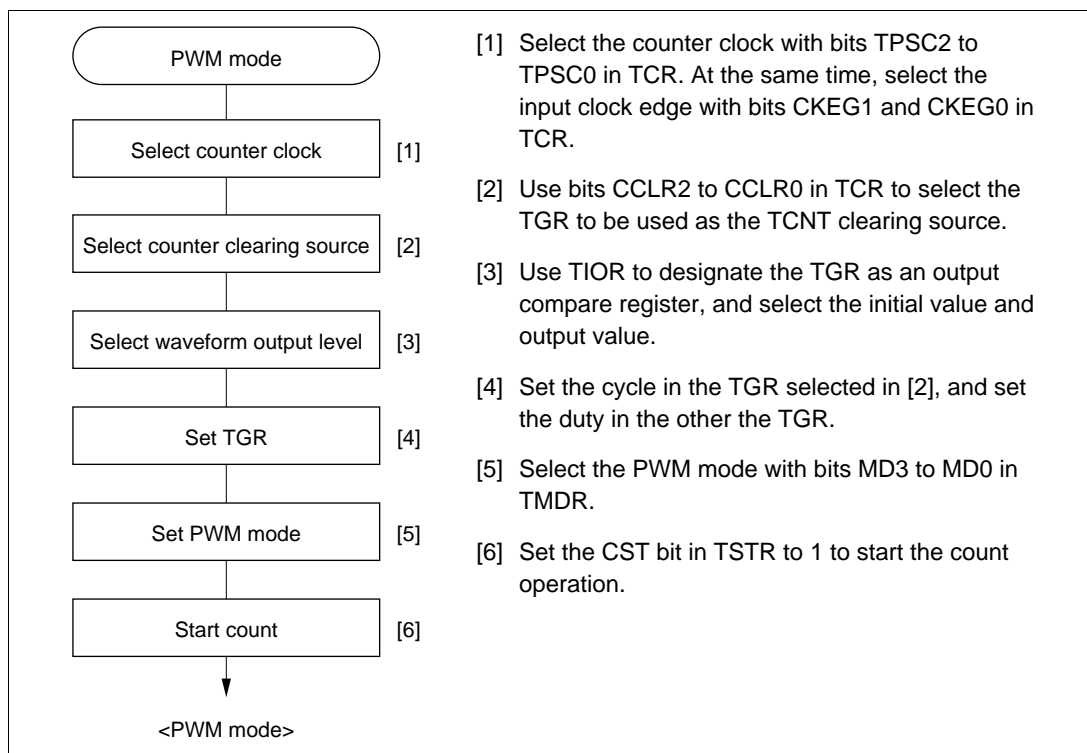 PWM mode
Select counter clock [1]
Select counter clearing source [2]
Select waveform output level [3]
Set TGR [4]
Set PWM mode [5]
Start count [6]
<PWM mode>
[1] Select the counter clock with bits TPSC2 to
TPSC0 in TCR. At the same time, select the
input clock edge with bits CKEG1 and CKEG0 in
TCR.
[2] Use bits CCLR2 to CCLR0 in TCR to select the
TGR to be used as the TCNT clearing source.
[3] Use TIOR to designate the TGR as an output
compare register, and select the initial value and
output value.
[4] Set the cycle in the TGR selected in [2], and set
the duty in the other the TGR.
[5] Select the PWM mode with bits MD3 to MD0 in
TMDR.
[6] Set the CST bit in TSTR to 1 to start the count
operation.